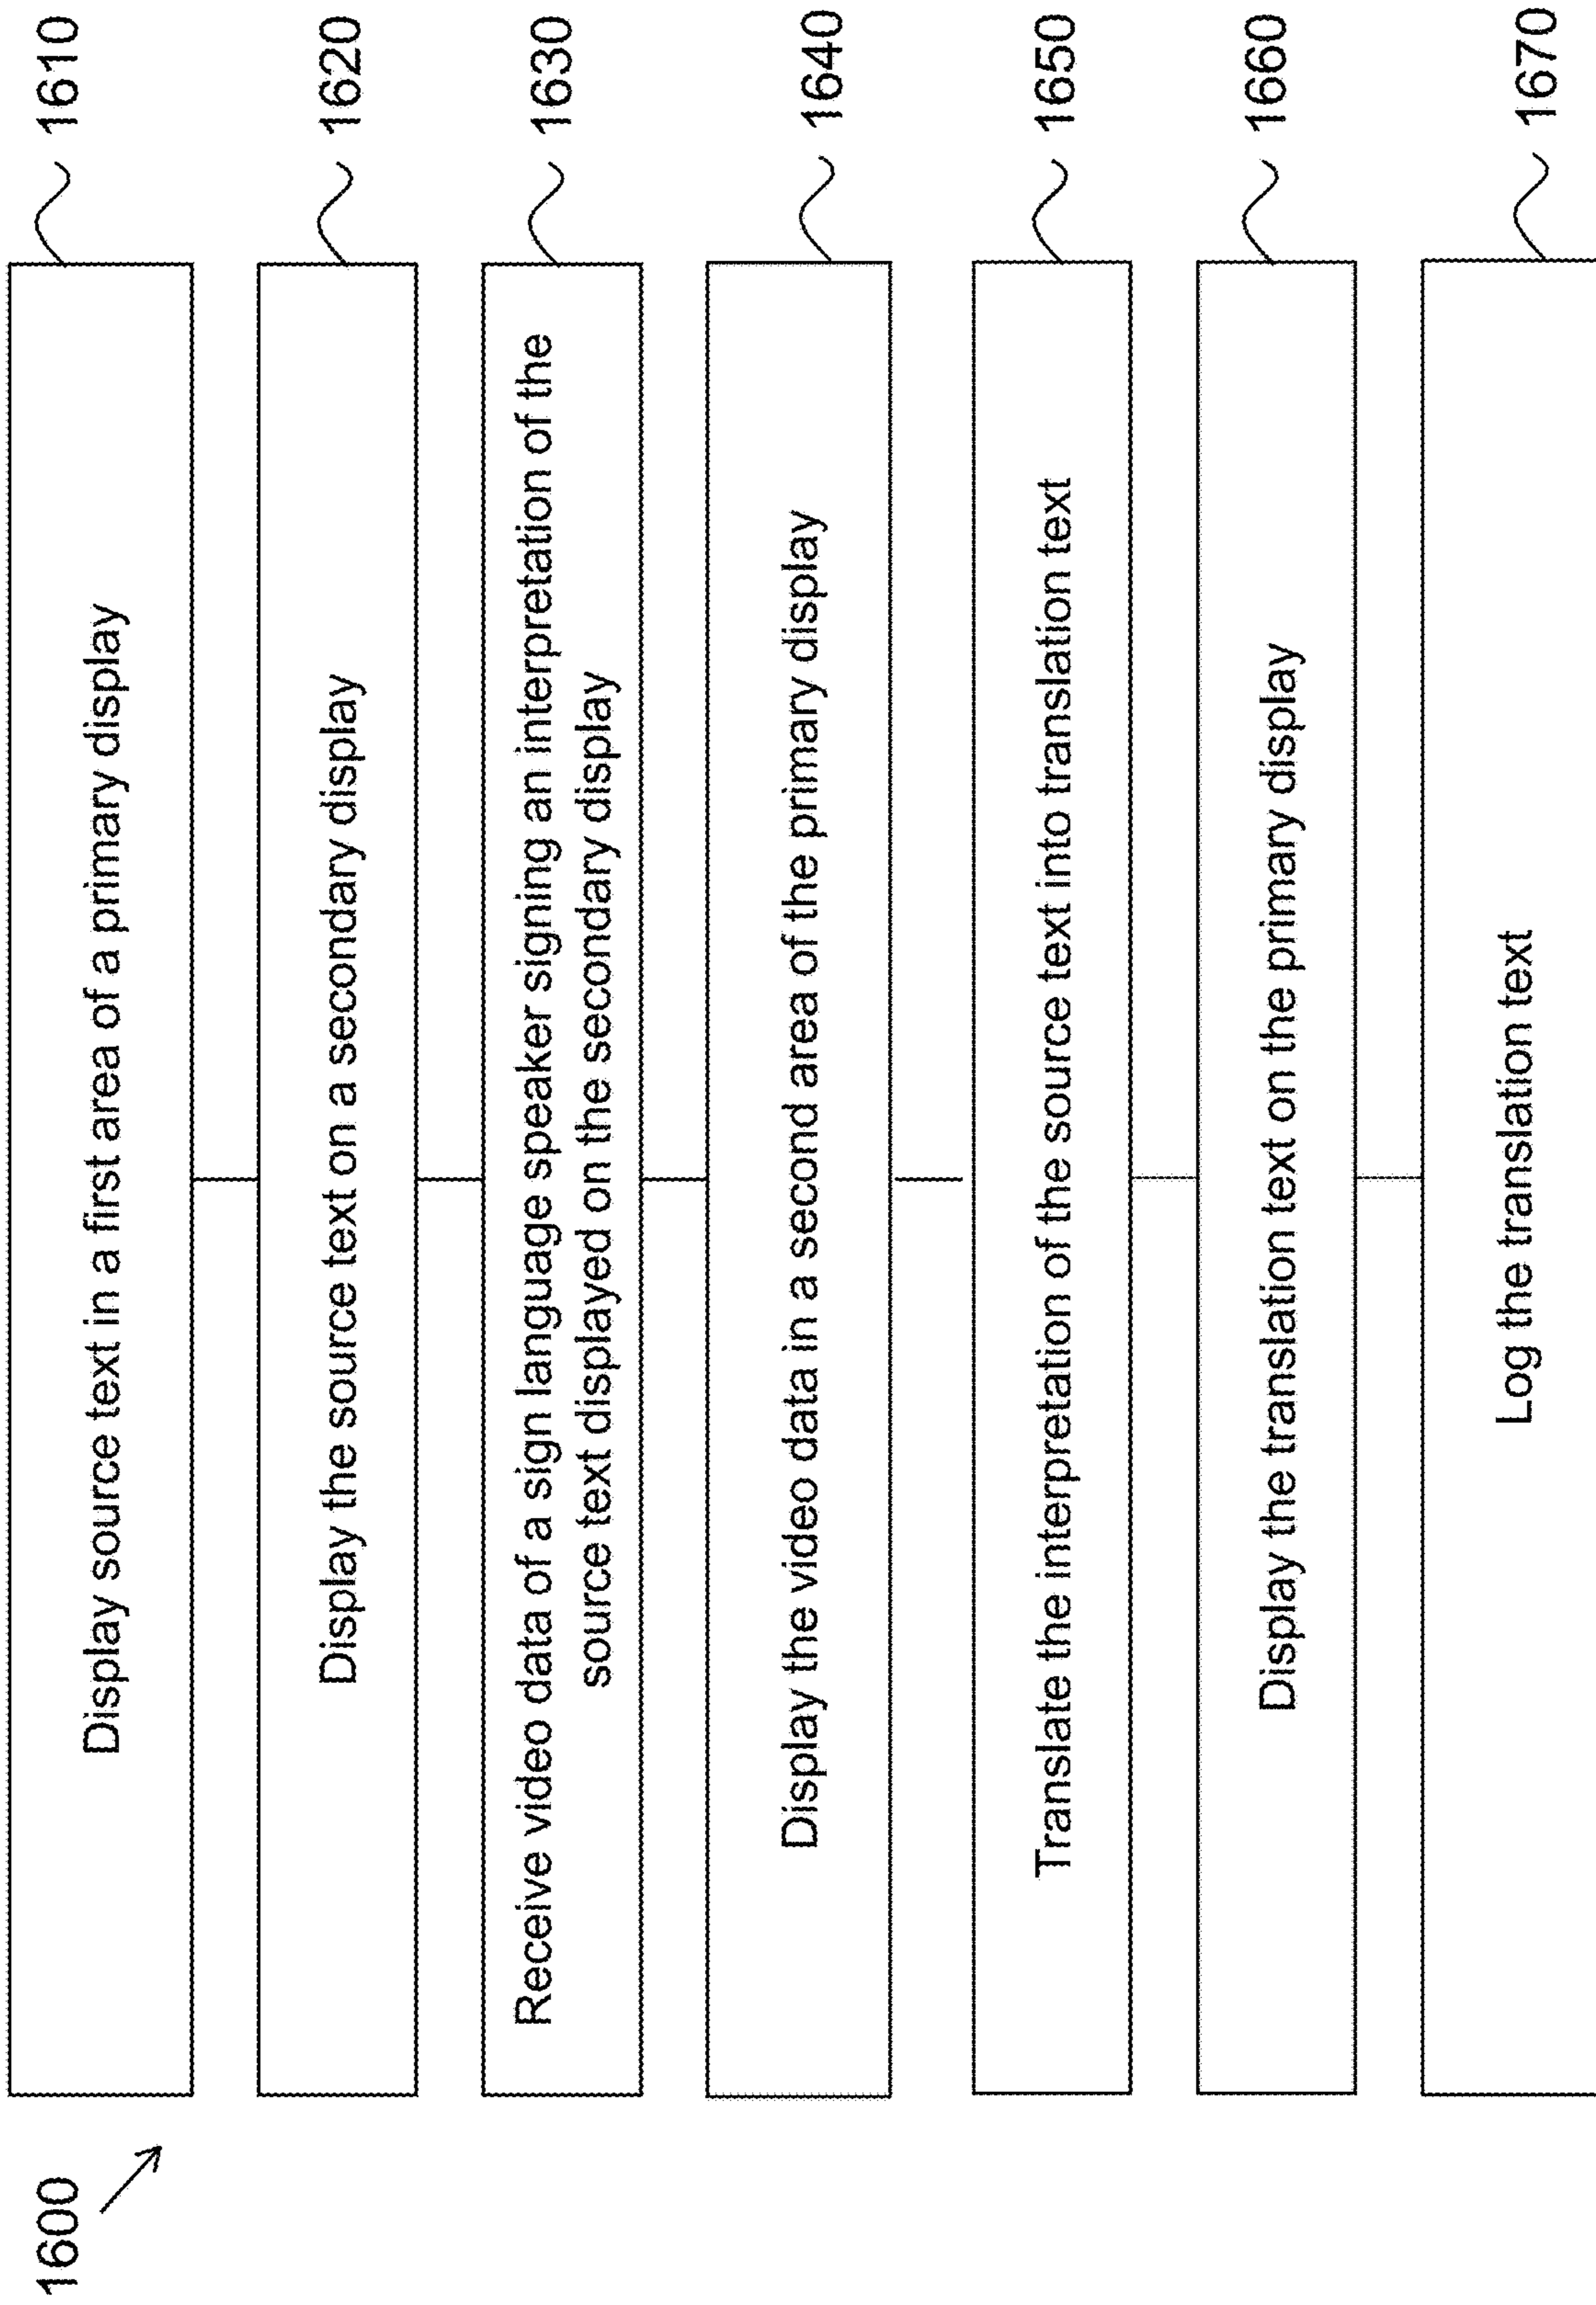 1600
Display source text in a first area of a primary display
1610
Display the source text on a secondary display
1620
Receive video data of a sign language speaker signing an interpretation of the
source text displayed on the secondary display
1630
Display the video data in a second area of the primary display
1640
Translate the interpretation of the source text into translation text
1650
Display the translation text on the primary display
1660
Log the translation text
1670